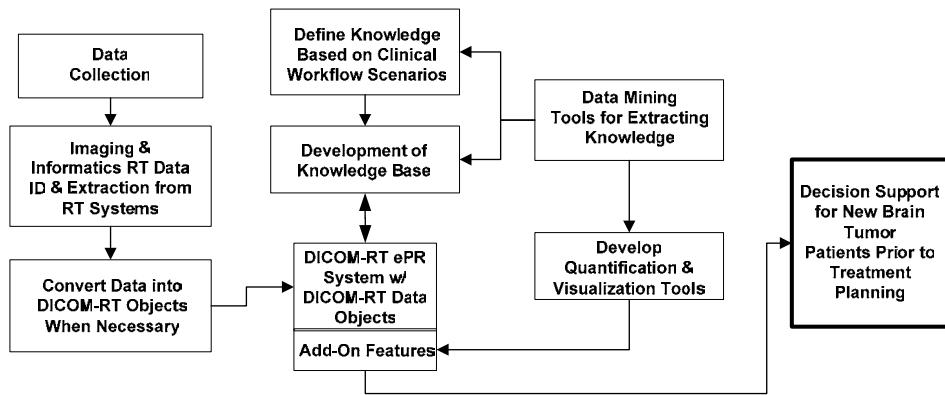 Data
Collection
Imaging &
Informatics RT Data
ID & Extraction from
RT Systems
Convert Data into
DICOM-RT Objects
When Necessary
Define Knowledge
Based on Clinical
Workflow Scenarios
Development of
Knowledge Base
DICOM-RT ePR
System w/
DICOM-RT Data
Objects
Add-On Features
Data Mining
Tools for Extracting
Knowledge
Develop
Quantification &
Visualization Tools
Decision Support
for New Brain
Tumor
Patients Prior to
Treatment
Planning